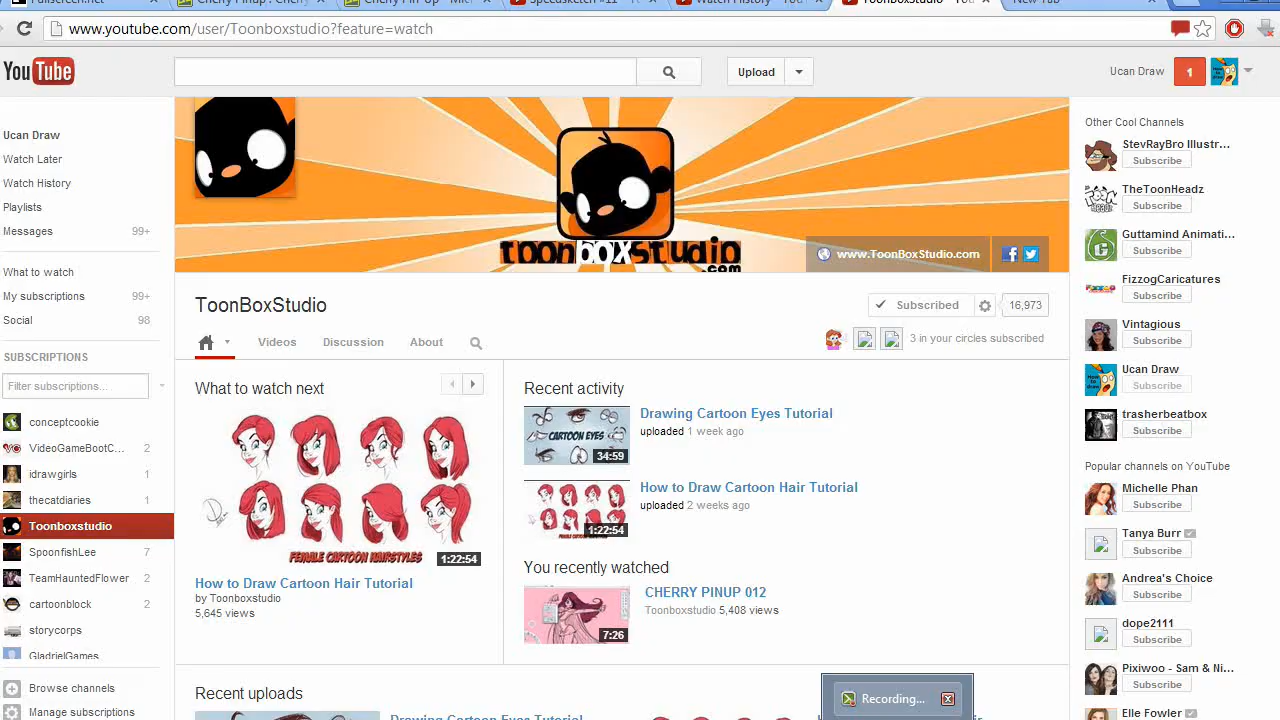 Fullscreen.net
Watch History - You
ToonBoxStudio - You
New Tab
www.youtube.com/user/Toonboxstudio?feature=watch
YouTube
Upload
Ucan Draw
1
Ucan Draw
Watch Later
Watch History
Playlists
Messages 99+
What to watch
My subscriptions 99+
Social 98
SUBSCRIPTIONS
Filter subscriptions...
conceptcookie
VideoGameBootC... 2
idrawgirls 1
thecatdiaries 1
Toonboxstudio
SpoonfishLee 7
TeamHauntedFlower 2
cartoonblock 2
storycorps
GladrielGames
Browse channels
Manage subscriptions
toonboxstudio
.com
www.ToonBoxStudio.com
ToonBoxStudio
Subscribed
16,973
Videos
Discussion
About
3 in your circles subscribed
What to watch next
FEMALE CARTOON HAIRSTYLES
1:22:54
How to Draw Cartoon Hair Tutorial
by Toonboxstudio
5,645 views
Recent activity
CARTOON EYES
34:59
Drawing Cartoon Eyes Tutorial
uploaded 1 week ago
1:22:54
How to Draw Cartoon Hair Tutorial
uploaded 2 weeks ago
You recently watched
7:26
CHERRY PINUP 012
Toonboxstudio 5,408 views
Recent uploads
Drawing Cartoon Eyes Tutorial
Recording...
Other Cool Channels
StevRayBro Illustr...
Subscribe
TheToonHeadz
Subscribe
Guttamind Animati...
Subscribe
FizzogCaricatures
Subscribe
Vintagious
Subscribe
Ucan Draw
Subscribe
trasherbeatbox
Subscribe
Popular channels on YouTube
Michelle Phan
Subscribe
Tanya Burr
Subscribe
Andrea's Choice
Subscribe
dope2111
Subscribe
Pixiwoo - Sam & Ni...
Subscribe
Elle Fowler